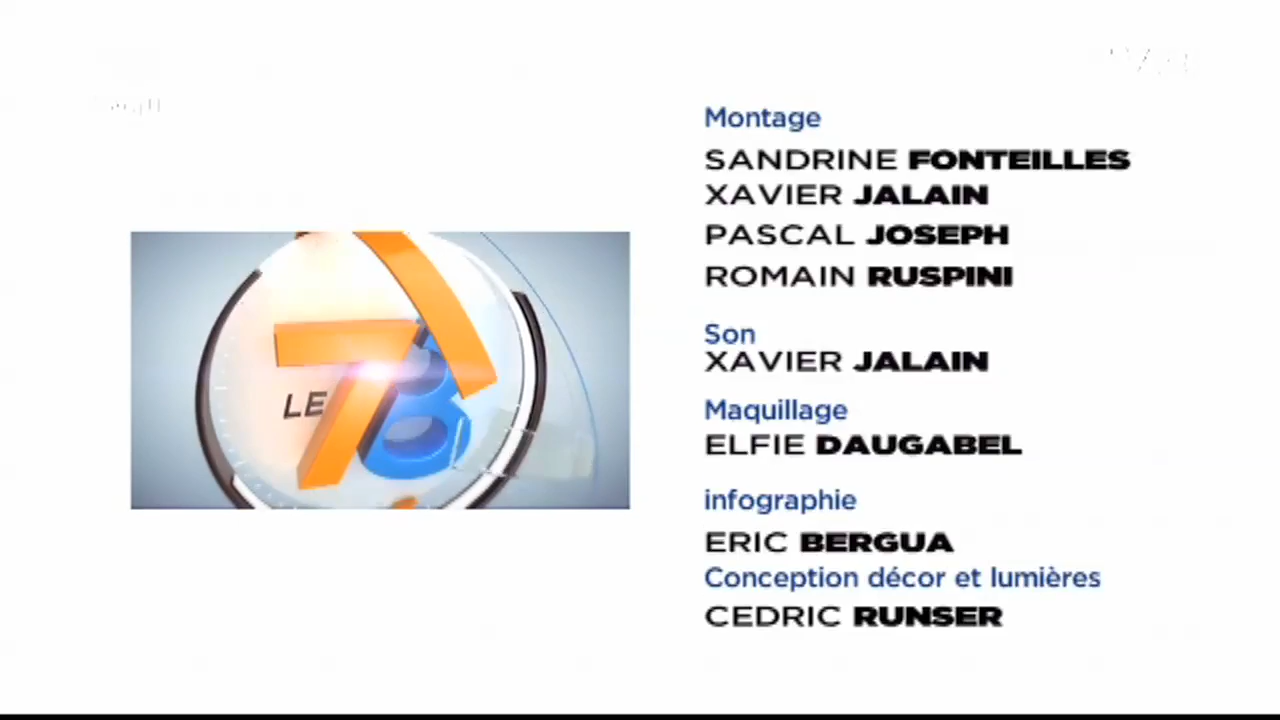 LE
78
Montage
SANDRINE FONTEILLES
XAVIER JALAIN
PASCAL JOSEPH
ROMAIN RUSPINI
Son
XAVIER JALAIN
Maquillage
ELFIE DAUGABEL
infographie
ERIC BERGUA
Conception décor et lumières
CEDRIC RUNSER